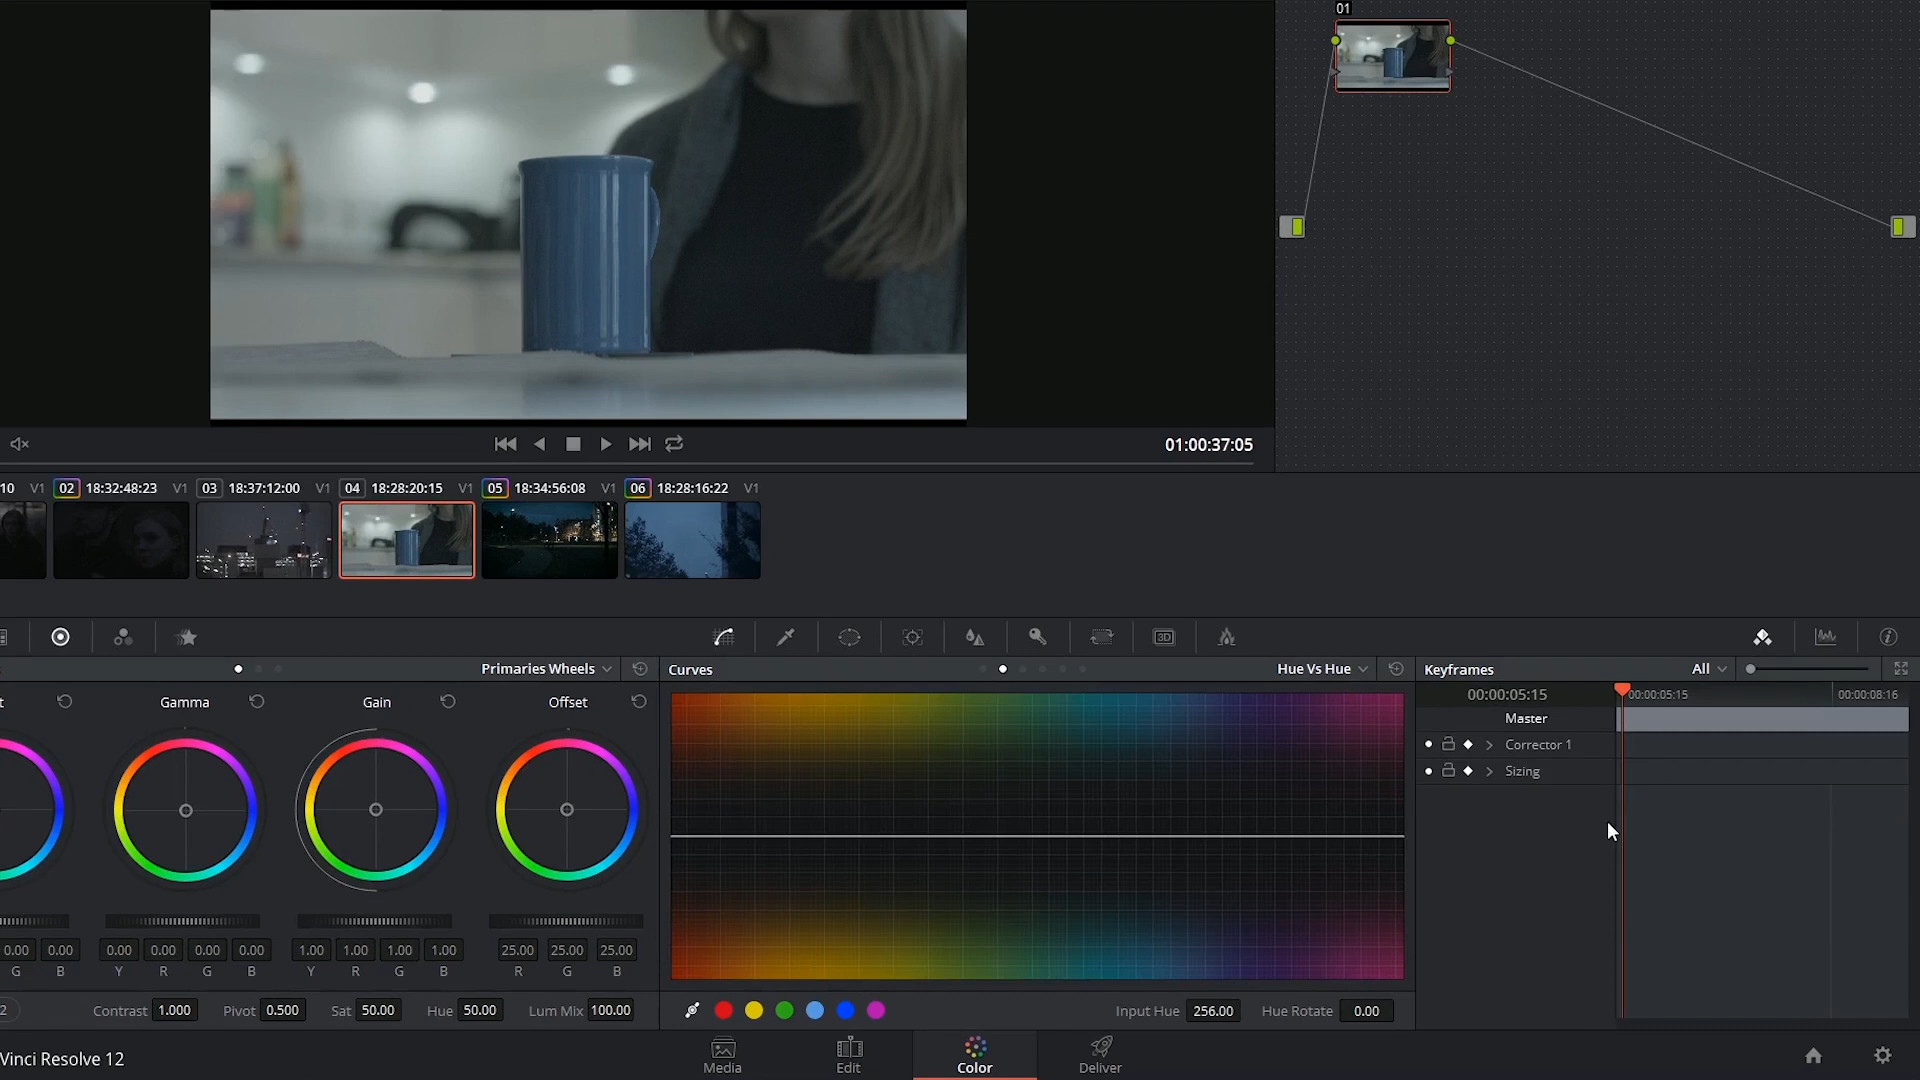 01
01:00:37:05
10 V1 02 18:32:48:23 V1 03 18:37:12:00 V1 04 18:28:20:15 V1 05 18:34:56:08 V1 06 18:28:16:22 V1
3D
Primaries Wheels Curves Hue Vs Hue Keyframes All
t Gamma Gain Offset 00:00:05:15 00:00:05:15 00:00:08:16
Master
Corrector 1
Sizing
0.00 0.00 0.00 0.00 0.00 0.00 1.00 1.00 1.00 1.00 25.00 25.00 25.00
G B Y R G B Y R G B R G B
2 Contrast 1.000 Pivot 0.500 Sat 50.00 Hue 50.00 Lum Mix 100.00 Input Hue 256.00 Hue Rotate 0.00
Vinci Resolve 12 Media Edit Color Deliver